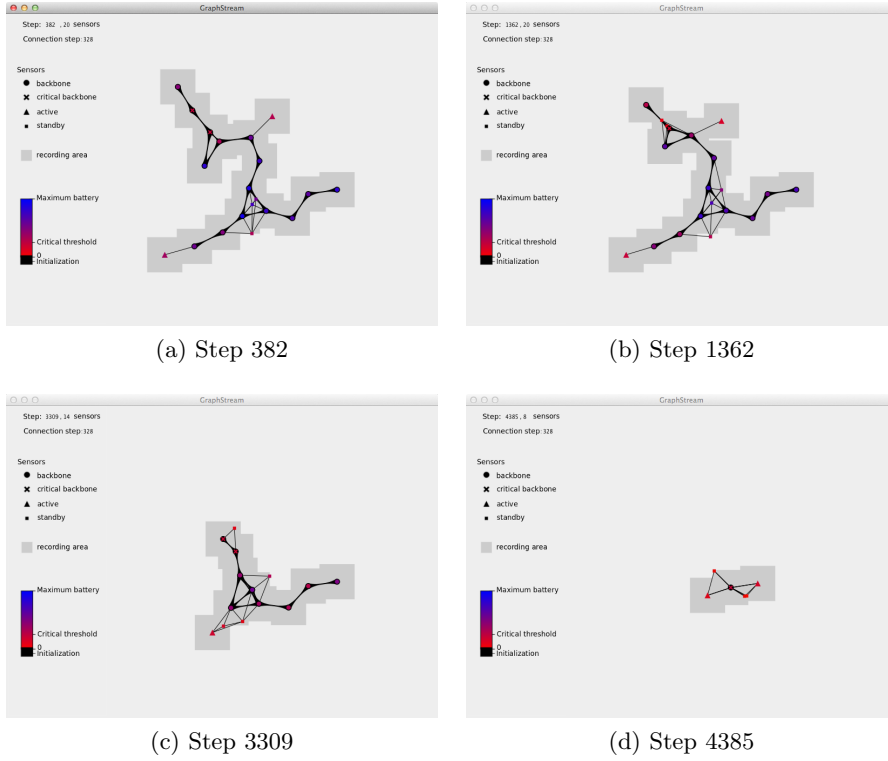 GraphStream
Step: 382 , 20 sensors
Connection step: 328
Sensors
backbone
critical backbone
active
standby
recording area
Maximum battery
Critical threshold
0
Initialization
(a) Step 382
GraphStream
Step: 1362, 20 sensors
Connection step: 328
Sensors
backbone
critical backbone
active
standby
recording area
Maximum battery
Critical threshold
0
Initialization
(b) Step 1362
GraphStream
Step: 3309, 14 sensors
Connection step: 328
Sensors
backbone
critical backbone
active
standby
recording area
Maximum battery
Critical threshold
0
Initialization
(c) Step 3309
GraphStream
Step: 4385, 8 sensors
Connection step: 328
Sensors
backbone
critical backbone
active
standby
recording area
Maximum battery
Critical threshold
0
Initialization
(d) Step 4385